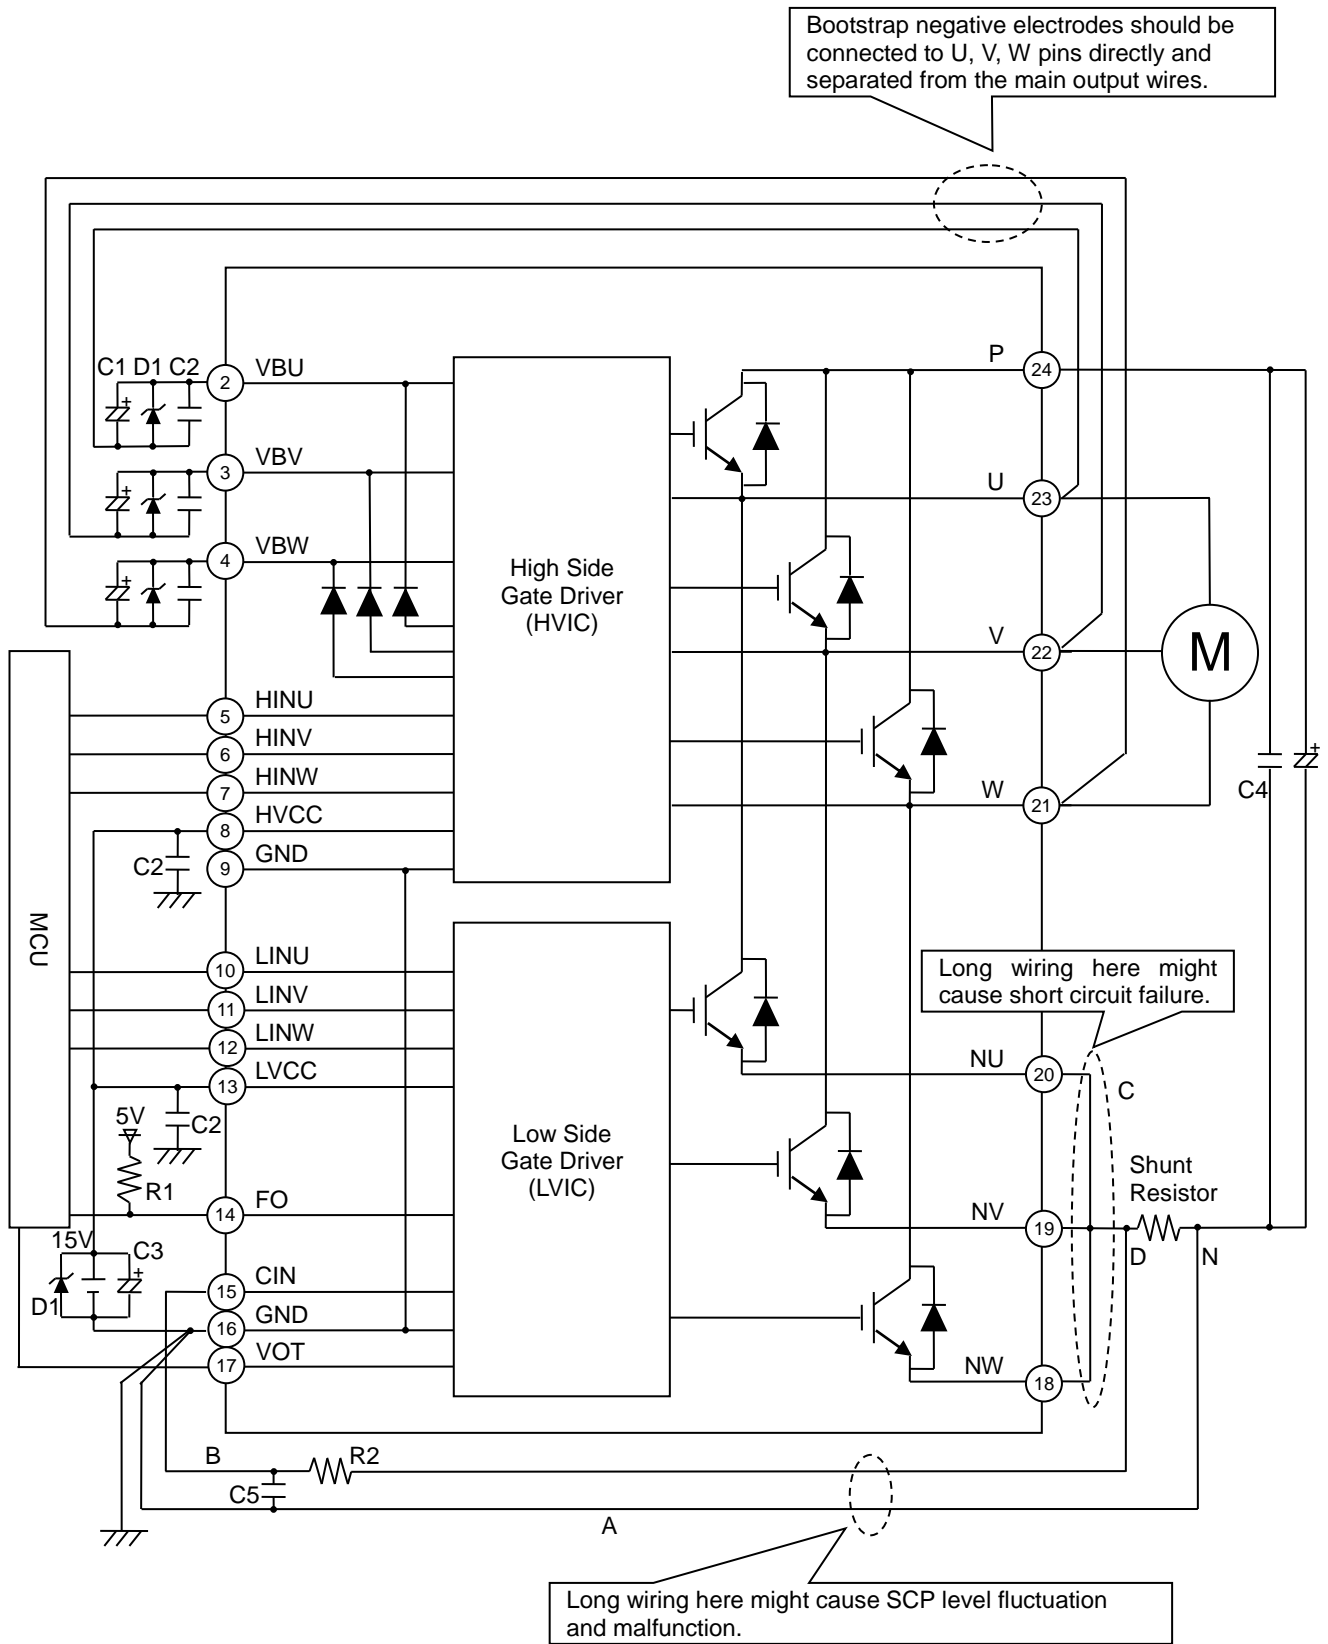 Bootstrap negative electrodes should be
connected to U, V, W pins directly and
separated from the main output wires.
C1 D1 C2
2
VBU
3
VBV
4
VBW
High Side
Gate Driver
(HVIC)
P
24
U
23
V
22
W
21
M
C4
+
+
+
+
5
HINU
6
HINV
7
HINW
8
HVCC
C2
9
GND
MCU
10
LINU
11
LINV
12
LINW
13
LVCC
C2
5V
R1
14
FO
15V
C3
+
D1
15
CIN
16
GND
17
VOT
Low Side
Gate Driver
(LVIC)
Long wiring here might
cause short circuit failure.
NU
20
C
NV
19
Shunt
Resistor
D
N
NW
18
B
R2
C5
A
Long wiring here might cause SCP level fluctuation
and malfunction.